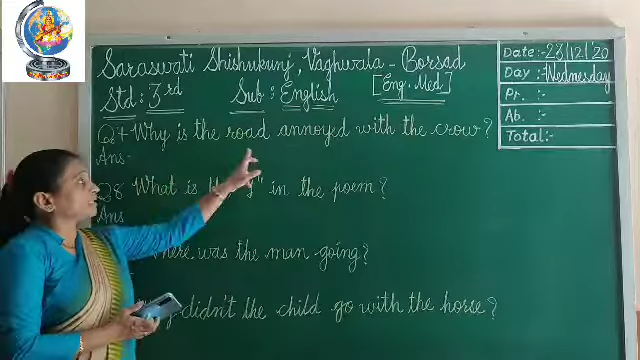 Saraswati Shishukunj, Vaghwala - Borsad
[Eng. Med]
Std : 3rd Sub : English
Date:- 23/12/'20
Day:- Wednesday
Pr. :-
Ab. :-
Total:-
Q7 Why is the road annoyed with the crow?
Ans.
Q8 What is the "I" in the poem?
Ans
was the man going?
didn't the child go with the horse?